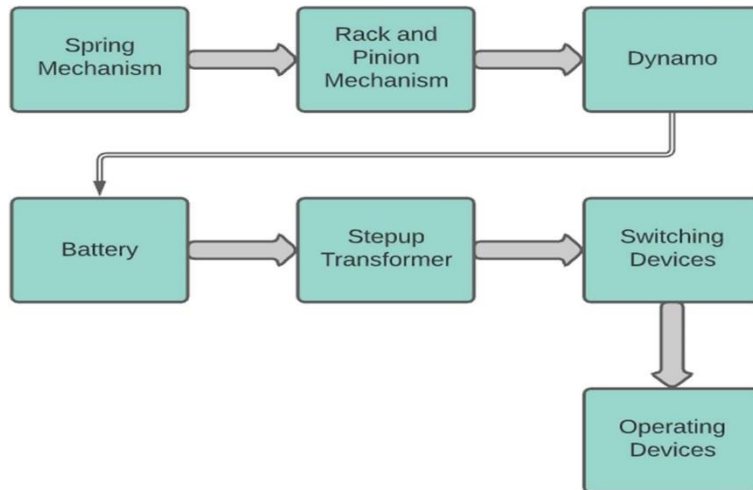 Spring
Mechanism
Rack and
Pinion
Mechanism
Dynamo
Battery
Stepup
Transformer
Switching
Devices
Operating
Devices